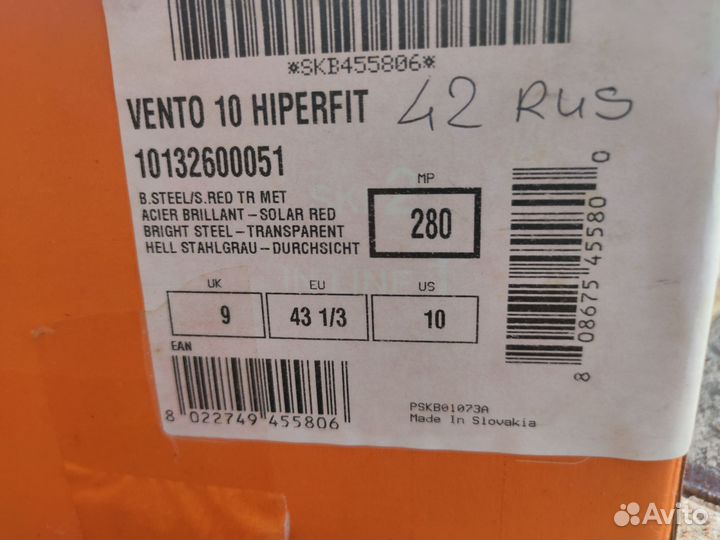 *SKB455806*
VENTO 10 HIPERFIT 42 RUS
10132600051
B.STEEL/S.RED TR MET
ACIER BRILLANT-SOLAR RED
BRIGHT STEEL-TRANSPARENT
HELL STAHLGRAU-DURCHSICHT
MP
280
UK EU US
9 43 1/3 10
EAN
8 022749 455806
PSKB01073A
Made In Slovakia
8 08675 45580 0
Avito